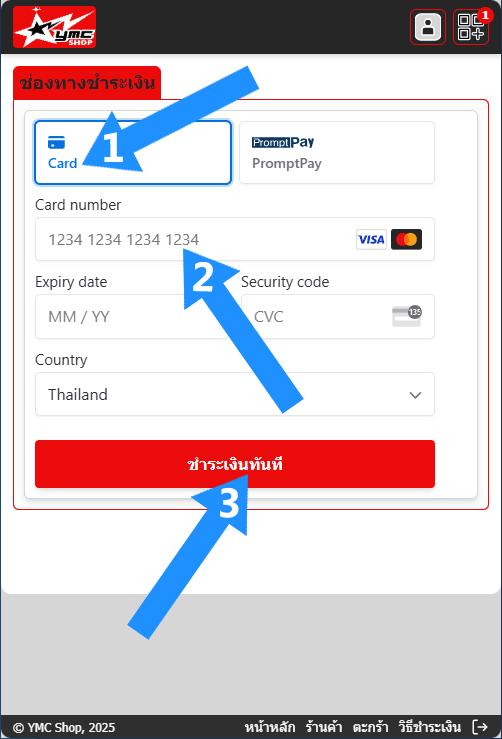 YMC
SHOP
1
ช่องทางชำระเงิน
1
Card
PromptPay
PromptPay
Card number
1234 1234 1234 1234
VISA
2
Expiry date
Security code
MM / YY
CVC
135
Country
Thailand
ชำระเงินทันที
3
© YMC Shop, 2025
หน้าหลัก ร้านค้า ตะกร้า วิธีชำระเงิน